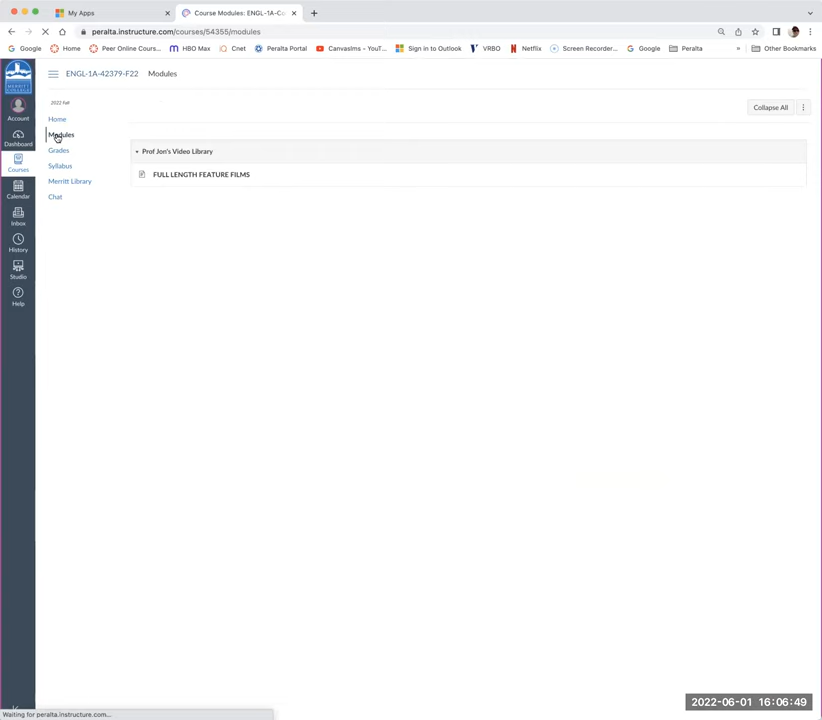 My Apps
Course Modules: ENGL-1A-C
peralta.instructure.com/courses/54355/modules
Google Home Peer Online Cours... HBO Max Cnet Peralta Portal Canvaslms - YouT... Sign in to Outlook VRBO Netflix Screen Recorder... Google Peralta » Other Bookmarks
MERRITT COLLEGE
ENGL-1A-42379-F22 Modules
2022 Fall
Collapse All
Home
Account
Modules
Dashboard
Grades
Prof Jon's Video Library
Syllabus
Courses
FULL LENGTH FEATURE FILMS
Merritt Library
Calendar
Chat
Inbox
History
Studio
Help
2022-06-01 16:06:49
Waiting for peralta.instructure.com...